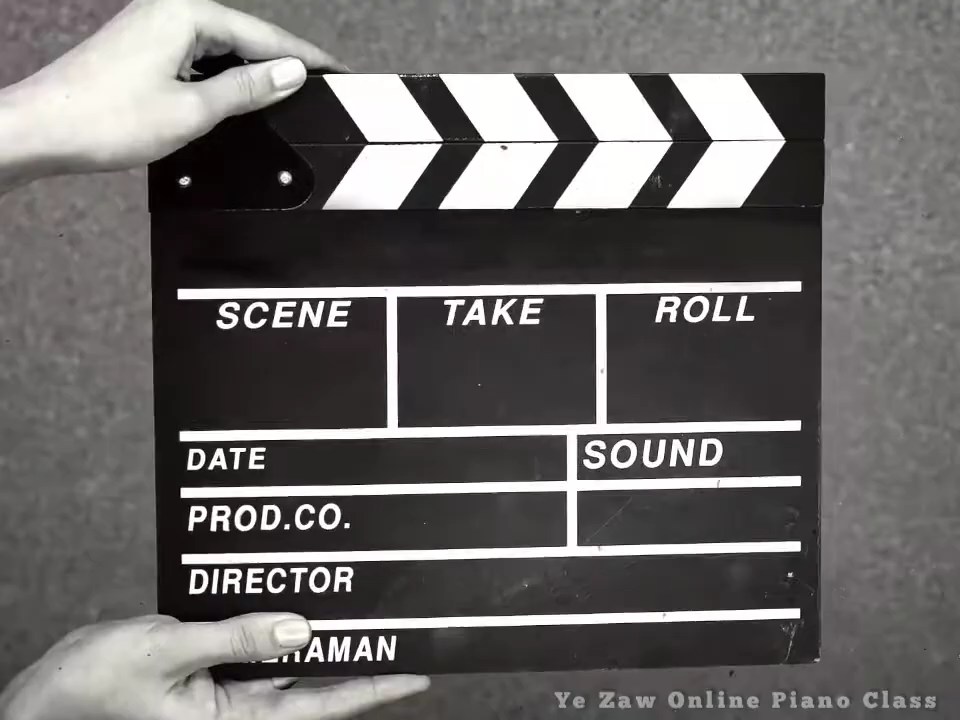 SCENE TAKE ROLL
DATE SOUND
PROD.CO.
DIRECTOR
Ye Zaw Online Piano Class